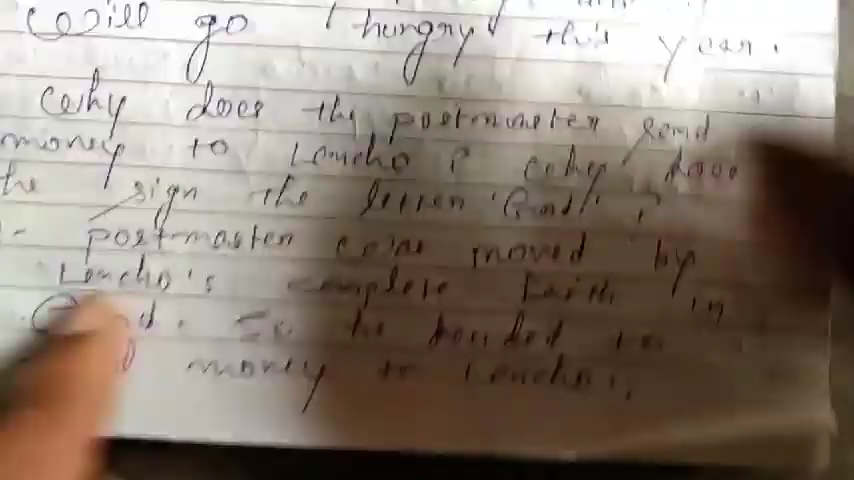 will go hungry this year.
Why does the postmaster send
money to Lencho? Why does
he sign the letter 'God'?
postmaster was moved by
Lencho's complete faith in
So he decided to
money to Lencho.